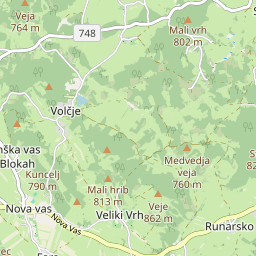 Veja
764 m
748
Mali vrh
802 m
Volčje
nška vas
Blokah
Kuncelj
790 m
Medvedja
veja
760 m
Mali hrib
813 m
Veje
862 m
Nova vas
Nova vas
Veliki Vrh
Runarsko